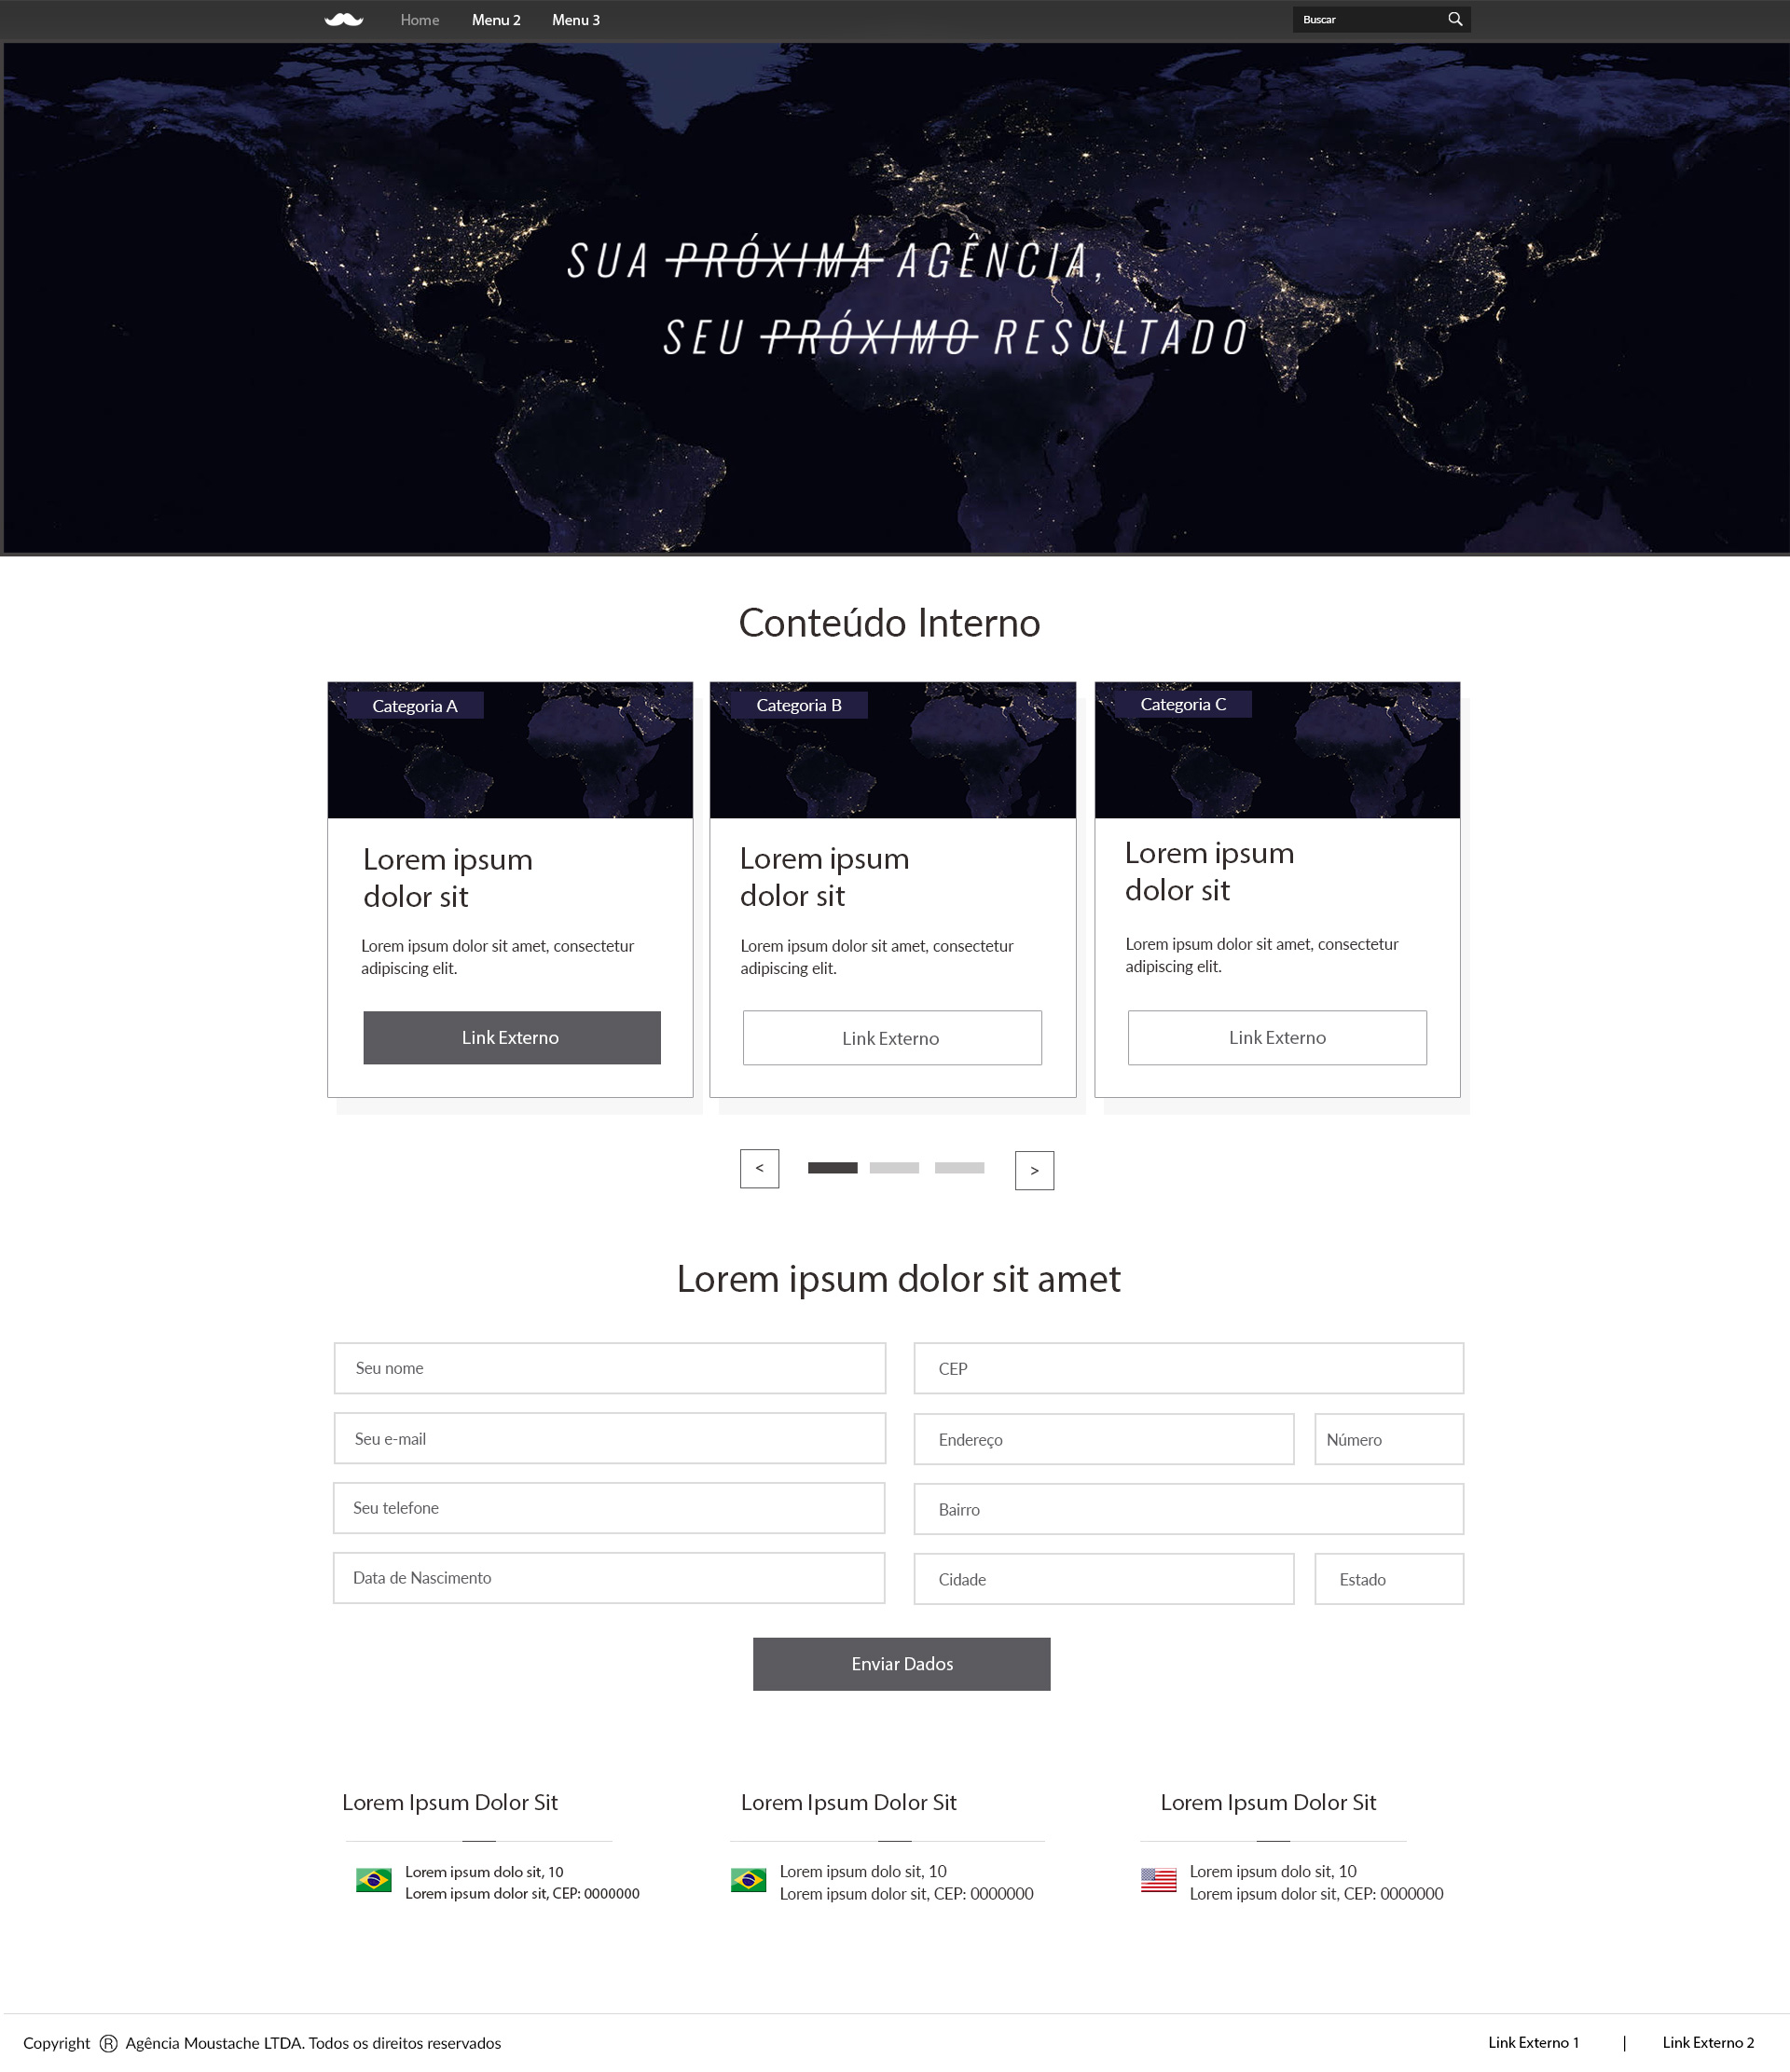 Home Menu 2 Menu 3 Buscar
SUA PRÓXIMA AGÊNCIA,
SEU PRÓXIMO RESULTADO
Conteúdo Interno
Categoria A
Lorem ipsum
dolor sit
Lorem ipsum dolor sit amet, consectetur
adipiscing elit.
Link Externo
Categoria B
Lorem ipsum
dolor sit
Lorem ipsum dolor sit amet, consectetur
adipiscing elit.
Link Externo
Categoria C
Lorem ipsum
dolor sit
Lorem ipsum dolor sit amet, consectetur
adipiscing elit.
Link Externo
< >
Lorem ipsum dolor sit amet
Seu nome
Seu e-mail
Seu telefone
Data de Nascimento
CEP
Endereço Número
Bairro
Cidade Estado
Enviar Dados
Lorem Ipsum Dolor Sit
Lorem ipsum dolo sit, 10
Lorem ipsum dolor sit, CEP: 0000000
Lorem Ipsum Dolor Sit
Lorem ipsum dolo sit, 10
Lorem ipsum dolor sit, CEP: 0000000
Lorem Ipsum Dolor Sit
Lorem ipsum dolo sit, 10
Lorem ipsum dolor sit, CEP: 0000000
Copyright ® Agência Moustache LTDA. Todos os direitos reservados Link Externo 1 | Link Externo 2